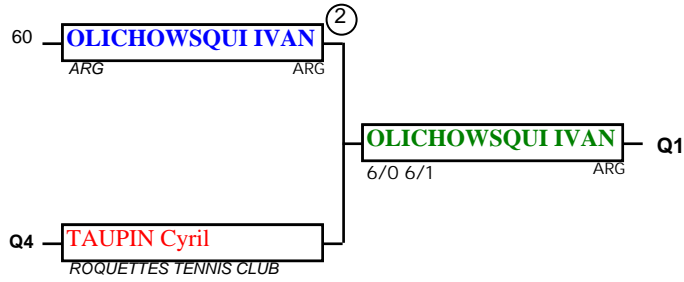 2
60 OLICHOWSQUI IVAN
ARG ARG
OLICHOWSQUI IVAN Q1
6/0 6/1 ARG
Q4 TAUPIN Cyril
ROQUETTES TENNIS CLUB